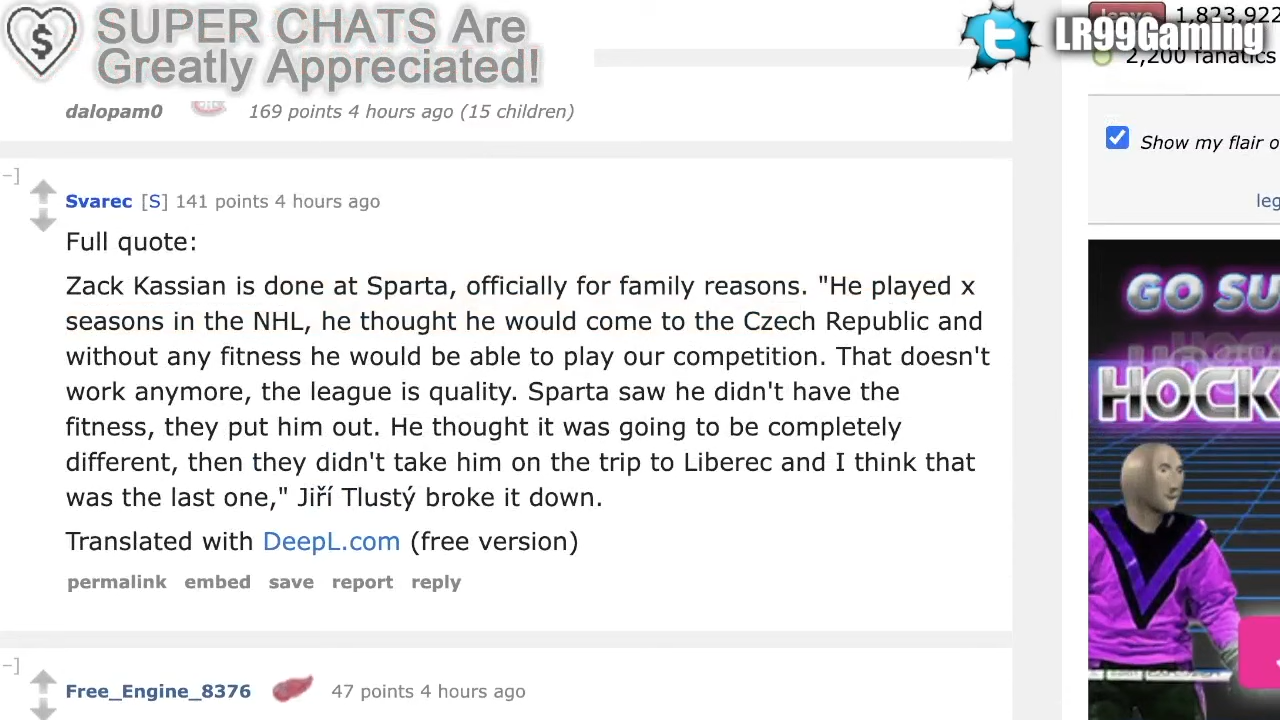 SUPER CHATS Are
Greatly Appreciated!
LR99Gaming
1,823,922
2,200 fanatics
dalopam0 169 points 4 hours ago (15 children)
Show my flair o
–]
Svarec [S] 141 points 4 hours ago
leg
Full quote:
Zack Kassian is done at Sparta, officially for family reasons. "He played x
seasons in the NHL, he thought he would come to the Czech Republic and
without any fitness he would be able to play our competition. That doesn't
work anymore, the league is quality. Sparta saw he didn't have the
fitness, they put him out. He thought it was going to be completely
different, then they didn't take him on the trip to Liberec and I think that
was the last one," Jiří Tlustý broke it down.
Translated with DeepL.com (free version)
permalink embed save report reply
GO SU
HOCK
–]
Free_Engine_8376 47 points 4 hours ago